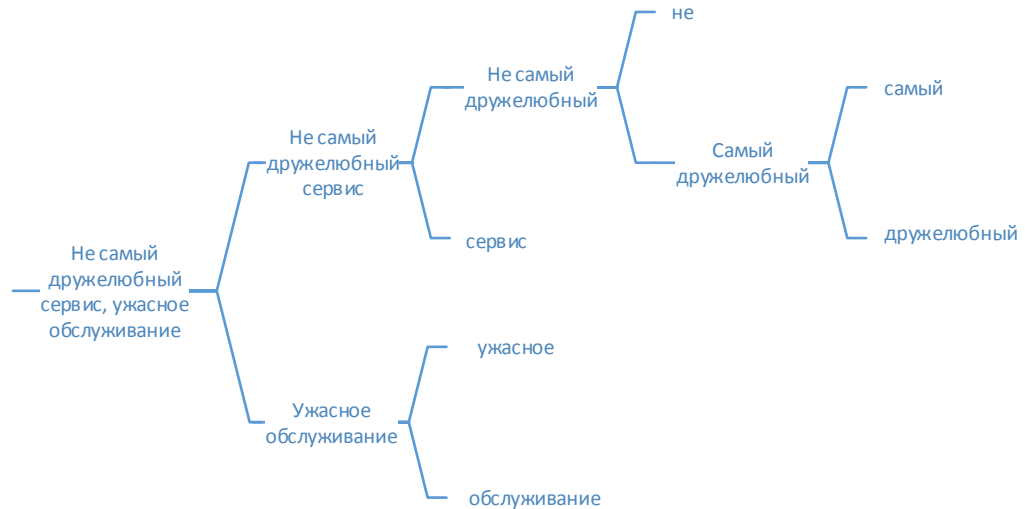 не
Не самый
дружелюбный
самый
Не самый
дружелюбный
сервис
Самый
дружелюбный
сервис
дружелюбный
Не самый
дружелюбный
сервис, ужасное
обслуживание
ужасное
Ужасное
обслуживание
обслуживание